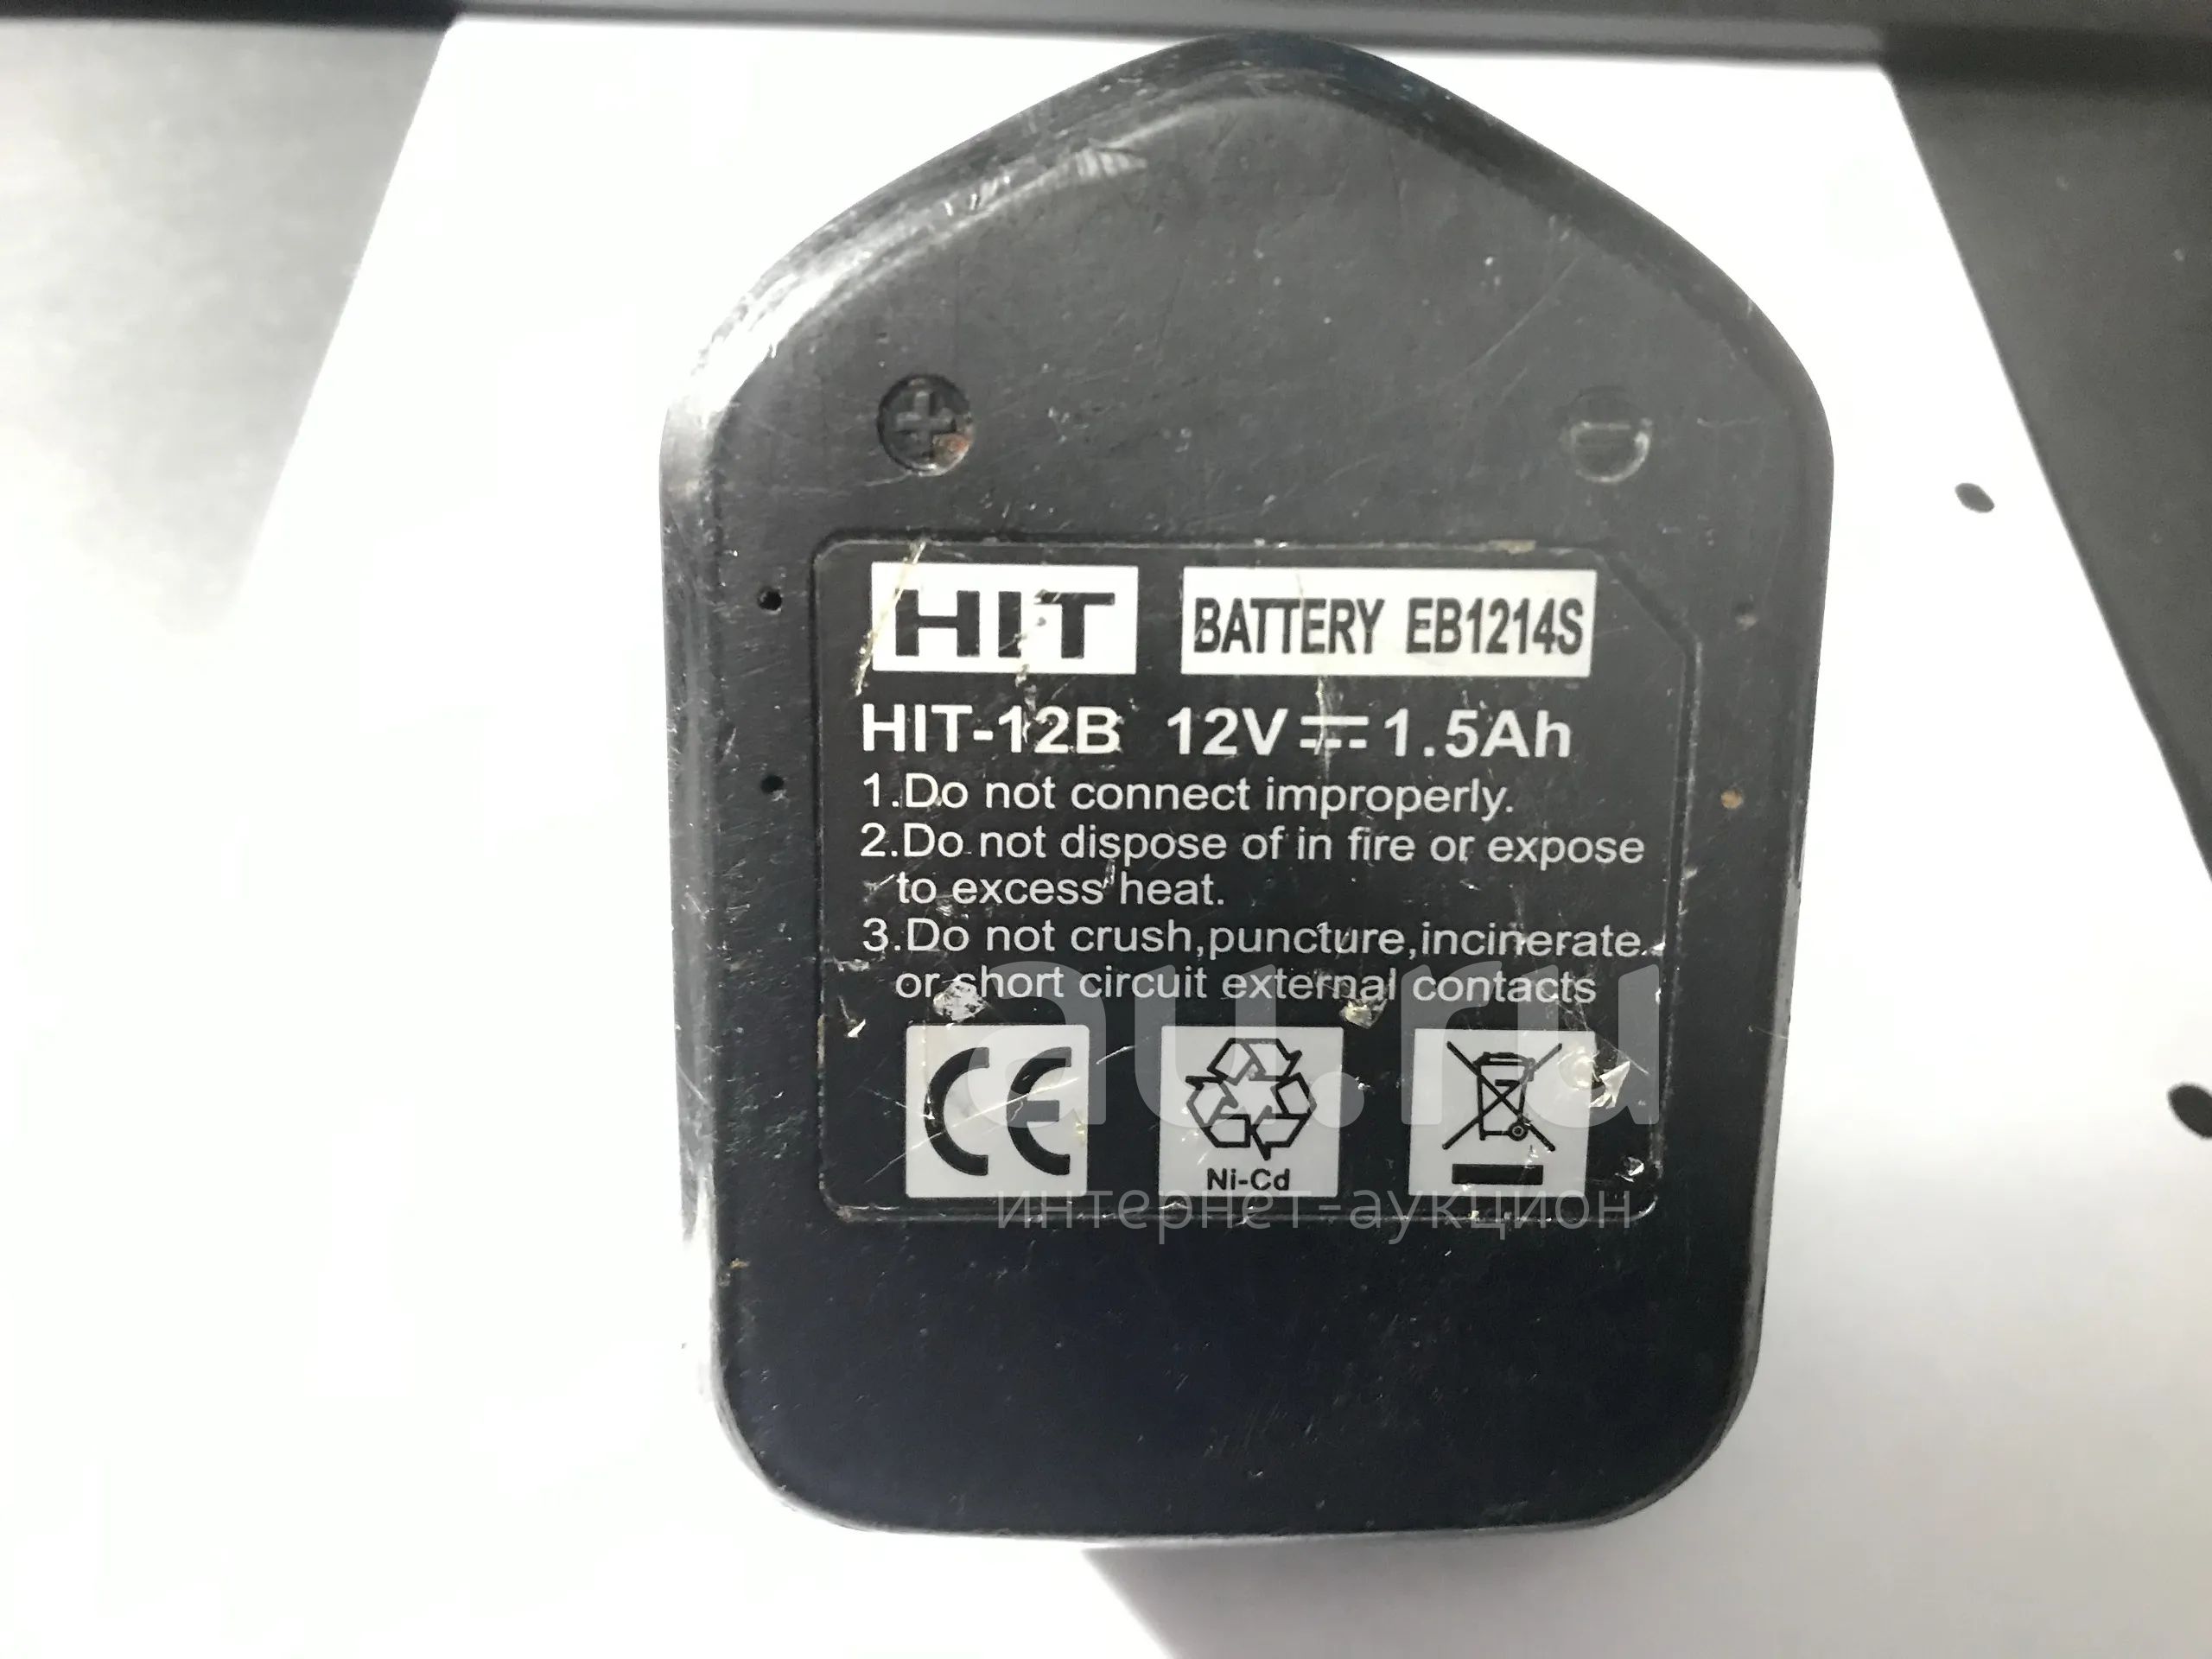 HIT BATTERY EB1214S
HIT-12B 12V⎓1.5Ah
1.Do not connect improperly.
2.Do not dispose of in fire or expose
to excess heat.
3.Do not crush,puncture,incinerate
or short circuit external contacts
au.ru
CE
Ni-Cd
интернет-аукцион